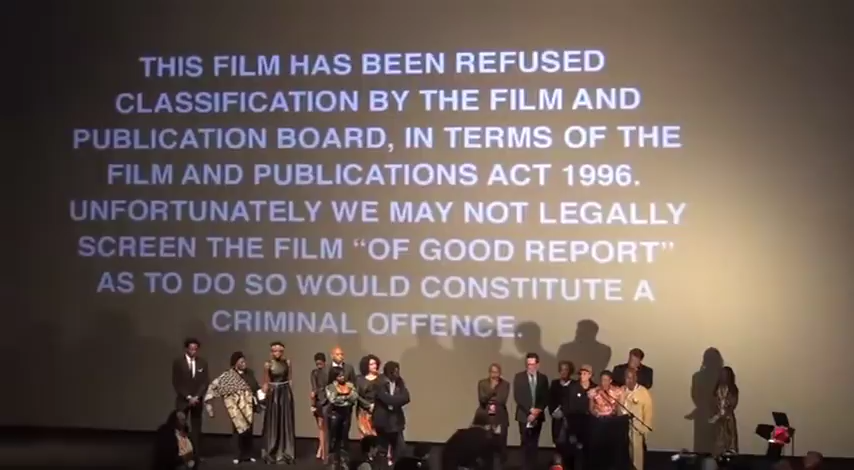 THIS FILM HAS BEEN REFUSED
CLASSIFICATION BY THE FILM AND
PUBLICATION BOARD, IN TERMS OF THE
FILM AND PUBLICATIONS ACT 1996.
UNFORTUNATELY WE MAY NOT LEGALLY
SCREEN THE FILM “OF GOOD REPORT”
AS TO DO SO WOULD CONSTITUTE A
CRIMINAL OFFENCE.